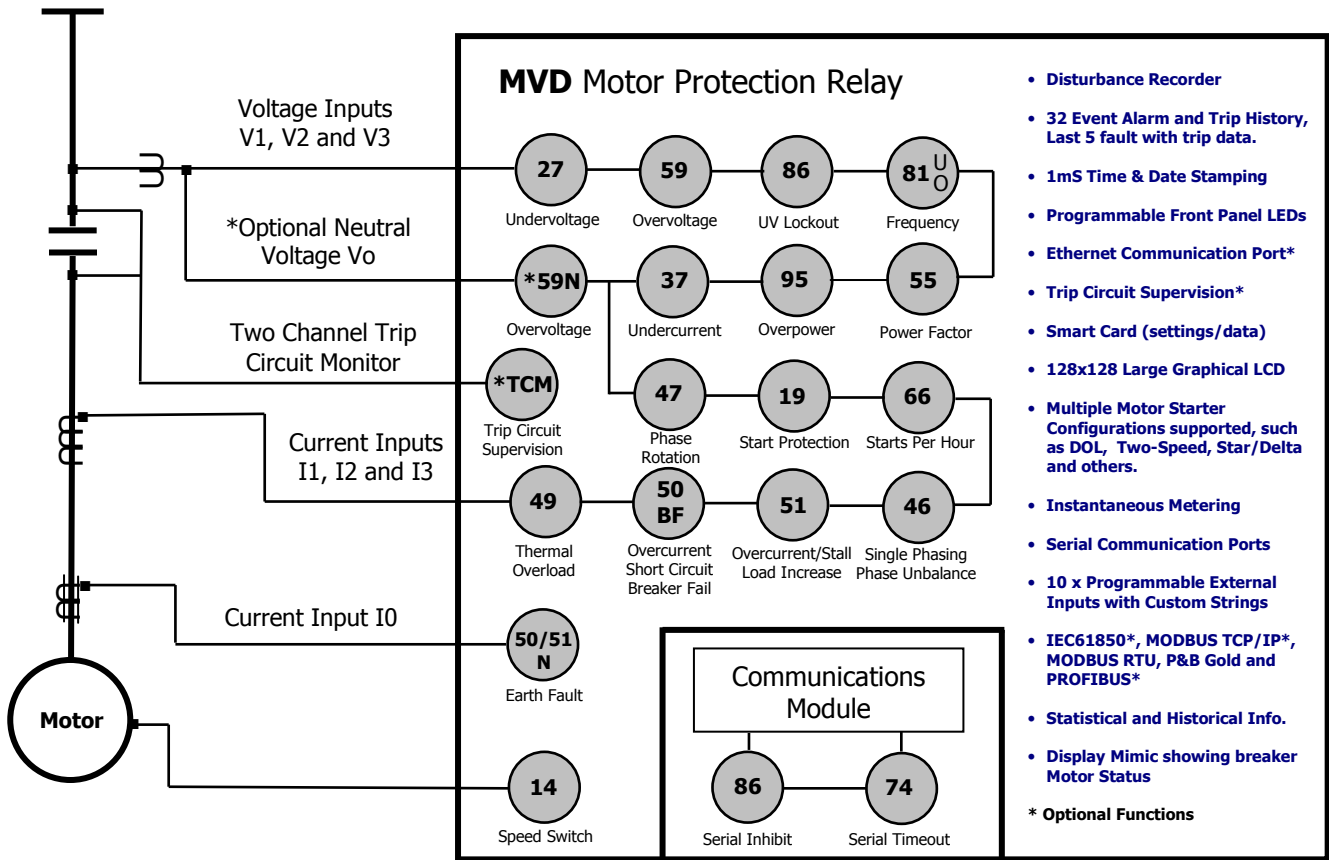 MVD Motor Protection Relay
Voltage Inputs
V1, V2 and V3
27
Undervoltage
59
Overvoltage
86
UV Lockout
81 U
O
Frequency
*Optional Neutral
Voltage Vo
*59N
Overvoltage
37
Undercurrent
95
Overpower
55
Power Factor
Two Channel Trip
Circuit Monitor
*TCM
Trip Circuit
Supervision
47
Phase
Rotation
19
Start Protection
66
Starts Per Hour
Current Inputs
I1, I2 and I3
49
Thermal
Overload
50
BF
Overcurrent
Short Circuit
Breaker Fail
51
Overcurrent/Stall
Load Increase
46
Single Phasing
Phase Unbalance
Current Input I0
50/51
N
Earth Fault
Motor
14
Speed Switch
Communications
Module
86
Serial Inhibit
74
Serial Timeout
• Disturbance Recorder
• 32 Event Alarm and Trip History,
Last 5 fault with trip data.
• 1mS Time & Date Stamping
• Programmable Front Panel LEDs
• Ethernet Communication Port*
• Trip Circuit Supervision*
• Smart Card (settings/data)
• 128x128 Large Graphical LCD
• Multiple Motor Starter
Configurations supported, such
as DOL, Two-Speed, Star/Delta
and others.
• Instantaneous Metering
• Serial Communication Ports
• 10 x Programmable External
Inputs with Custom Strings
• IEC61850*, MODBUS TCP/IP*,
MODBUS RTU, P&B Gold and
PROFIBUS*
• Statistical and Historical Info.
• Display Mimic showing breaker
Motor Status
* Optional Functions